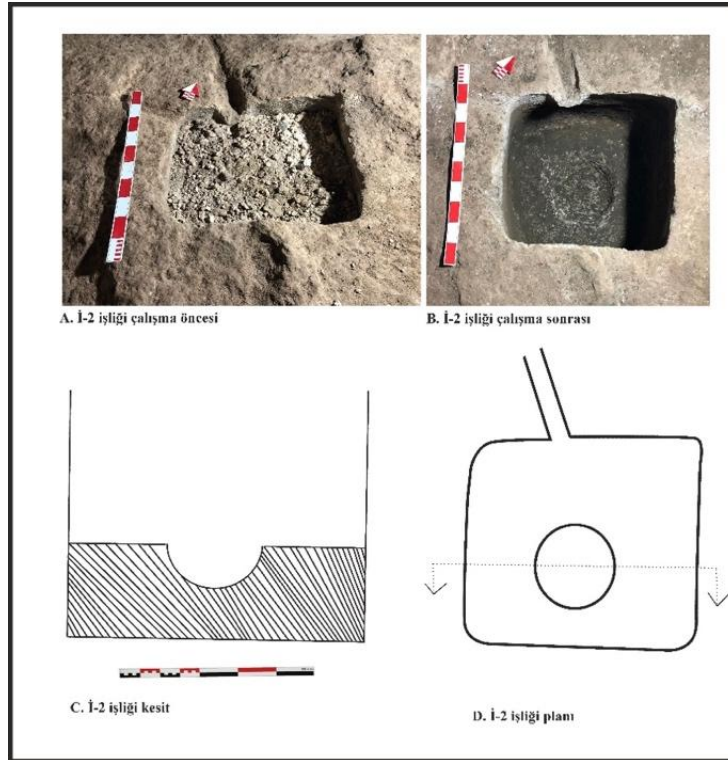 A. İ-2 işliği çalışma öncesi
B. İ-2 işliği çalışma sonrası
C. İ-2 işliği kesit
D. İ-2 işliği planı